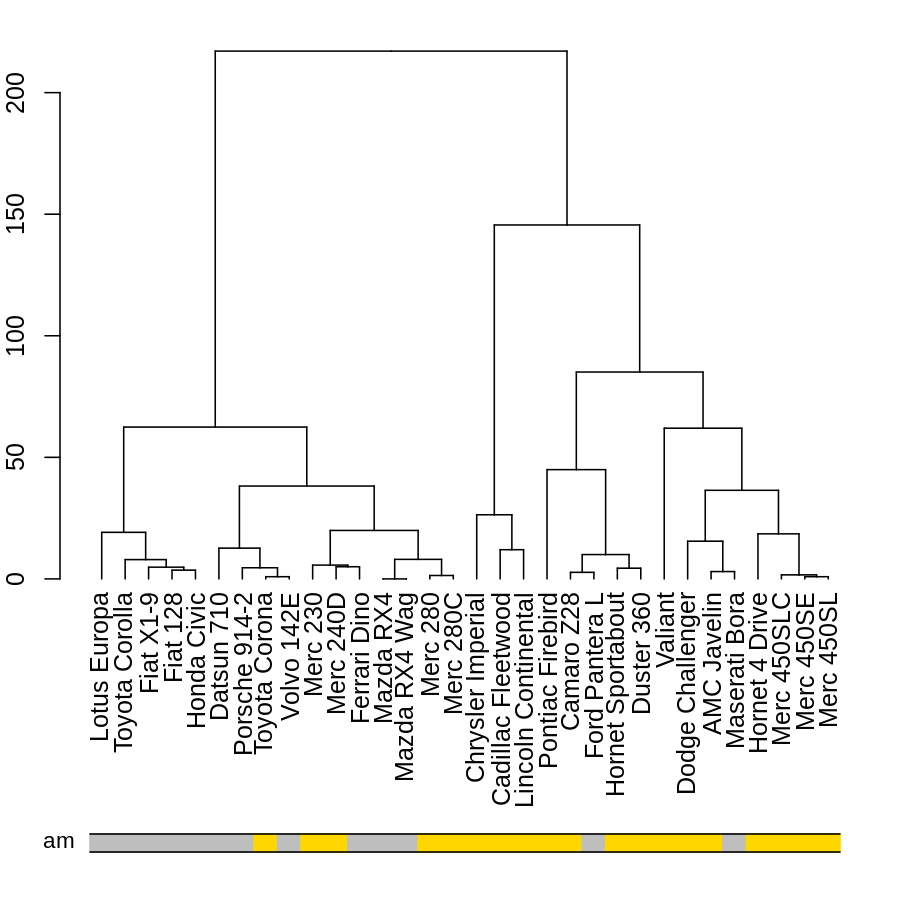 200
150
100
50
0
Lotus Europa
Toyota Corolla
Fiat X1-9
Fiat 128
Honda Civic
Datsun 710
Porsche 914-2
Toyota Corona
Volvo 142E
Merc 230
Merc 240D
Ferrari Dino
Mazda RX4
Mazda RX4 Wag
Merc 280
Merc 280C
Chrysler Imperial
Cadillac Fleetwood
Lincoln Continental
Pontiac Firebird
Camaro Z28
Ford Pantera L
Hornet Sportabout
Duster 360
Valiant
Dodge Challenger
AMC Javelin
Maserati Bora
Hornet 4 Drive
Merc 450SLC
Merc 450SE
Merc 450SL
am